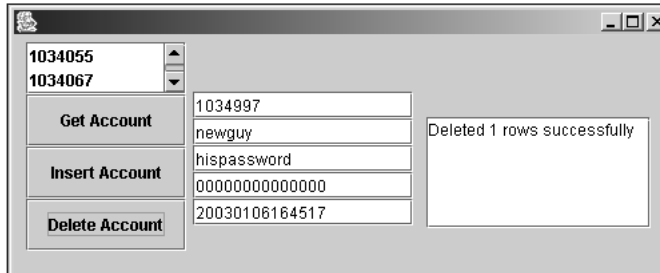 1034055
1034067
Get Account
Insert Account
Delete Account
1034997
newguy
hispassword
00000000000000
20030106164517
Deleted 1 rows successfully